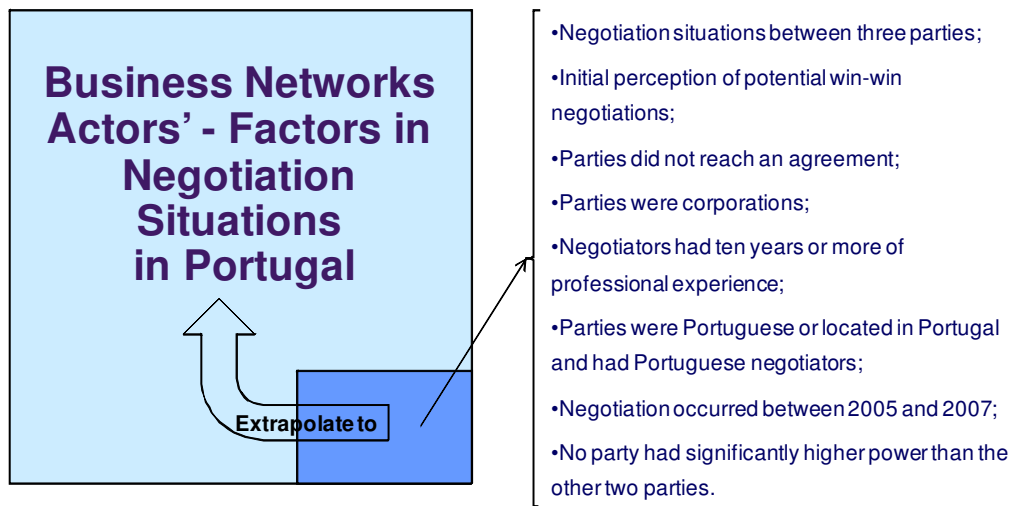 Business Networks
Actors' - Factors in
Negotiation
Situations
in Portugal
Extrapolate to
•Negotiation situations between three parties;
•Initial perception of potential win-win
negotiations;
•Parties did not reach an agreement;
•Parties were corporations;
•Negotiators had ten years or more of
professional experience;
•Parties were Portuguese or located in Portugal
and had Portuguese negotiators;
•Negotiation occurred between 2005 and 2007;
•No party had significantly higher power than the
other two parties.